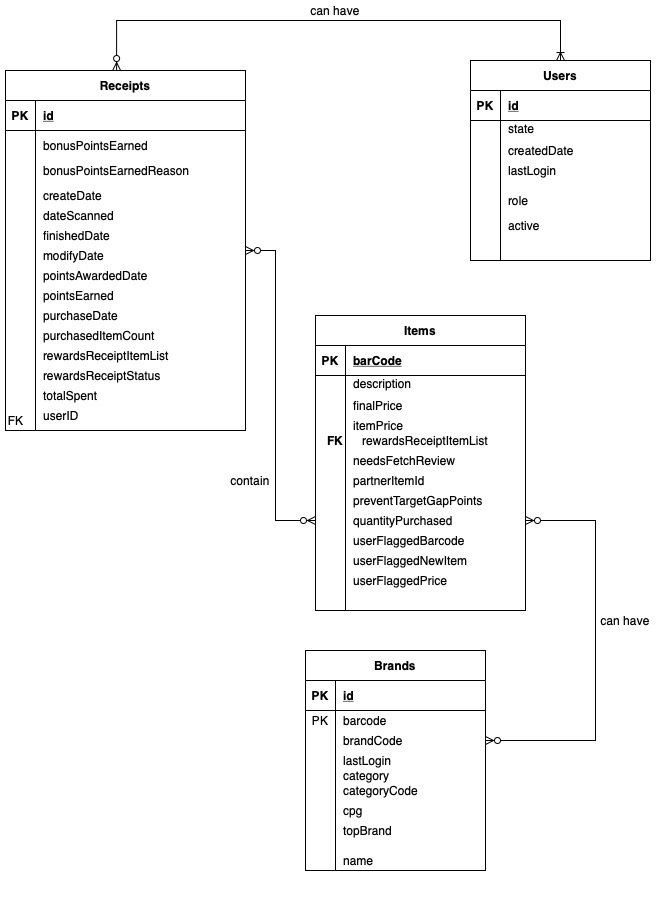 can have
Receipts
PK id
bonusPointsEarned
bonusPointsEarnedReason
createDate
dateScanned
finishedDate
modifyDate
pointsAwardedDate
pointsEarned
purchaseDate
purchasedItemCount
rewardsReceiptItemList
rewardsReceiptStatus
totalSpent
FK userID
Users
PK id
state
createdDate
lastLogin
role
active
contain
Items
PK barCode
description
finalPrice
itemPrice
FK rewardsReceiptItemList
needsFetchReview
partnerItemId
preventTargetGapPoints
quantityPurchased
userFlaggedBarcode
userFlaggedNewItem
userFlaggedPrice
can have
Brands
PK id
PK barcode
brandCode
lastLogin
category
categoryCode
cpg
topBrand
name